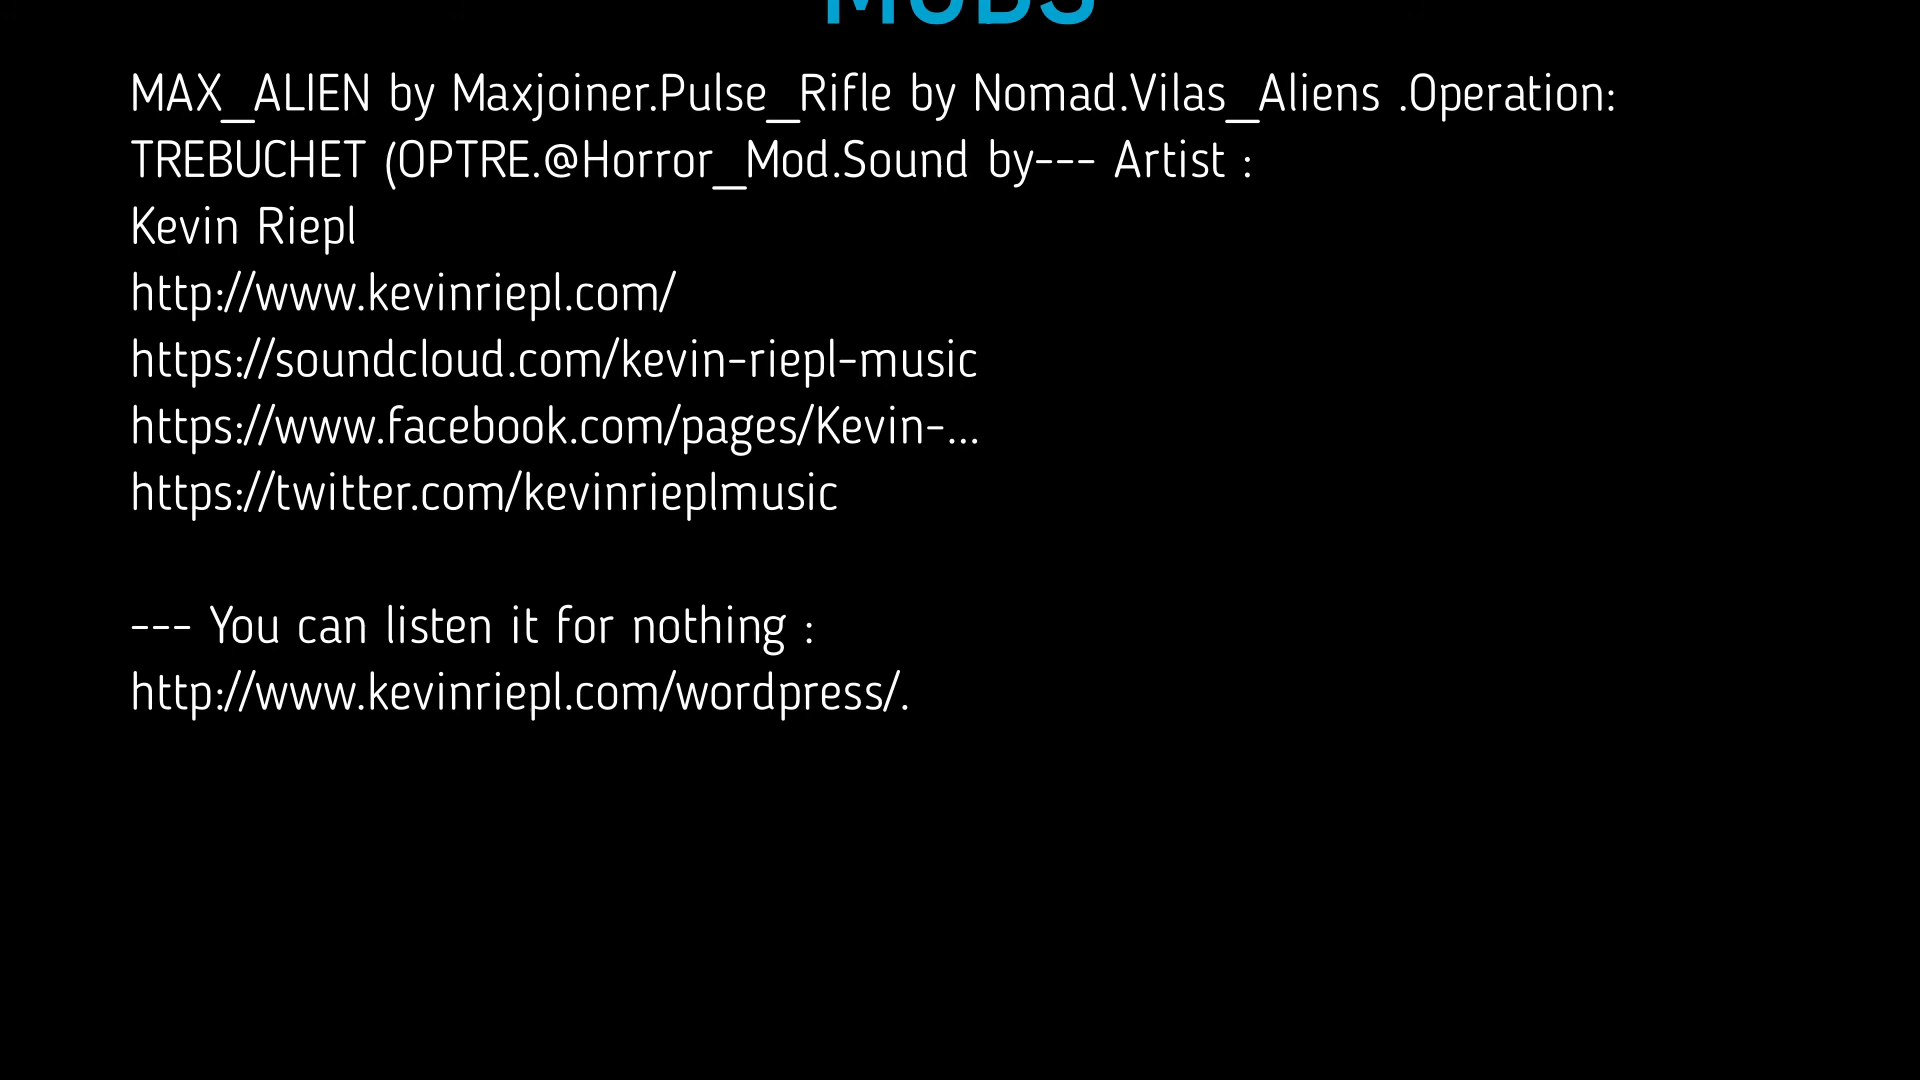 MAX_ALIEN by Maxjoiner.Pulse_Rifle by Nomad.Vilas_Aliens .Operation:
TREBUCHET (OPTRE.@Horror_Mod.Sound by--- Artist :
Kevin Riepl
http://www.kevinriepl.com/
https://soundcloud.com/kevin-riepl-music
https://www.facebook.com/pages/Kevin-...
https://twitter.com/kevinrieplmusic
--- You can listen it for nothing :
http://www.kevinriepl.com/wordpress/.